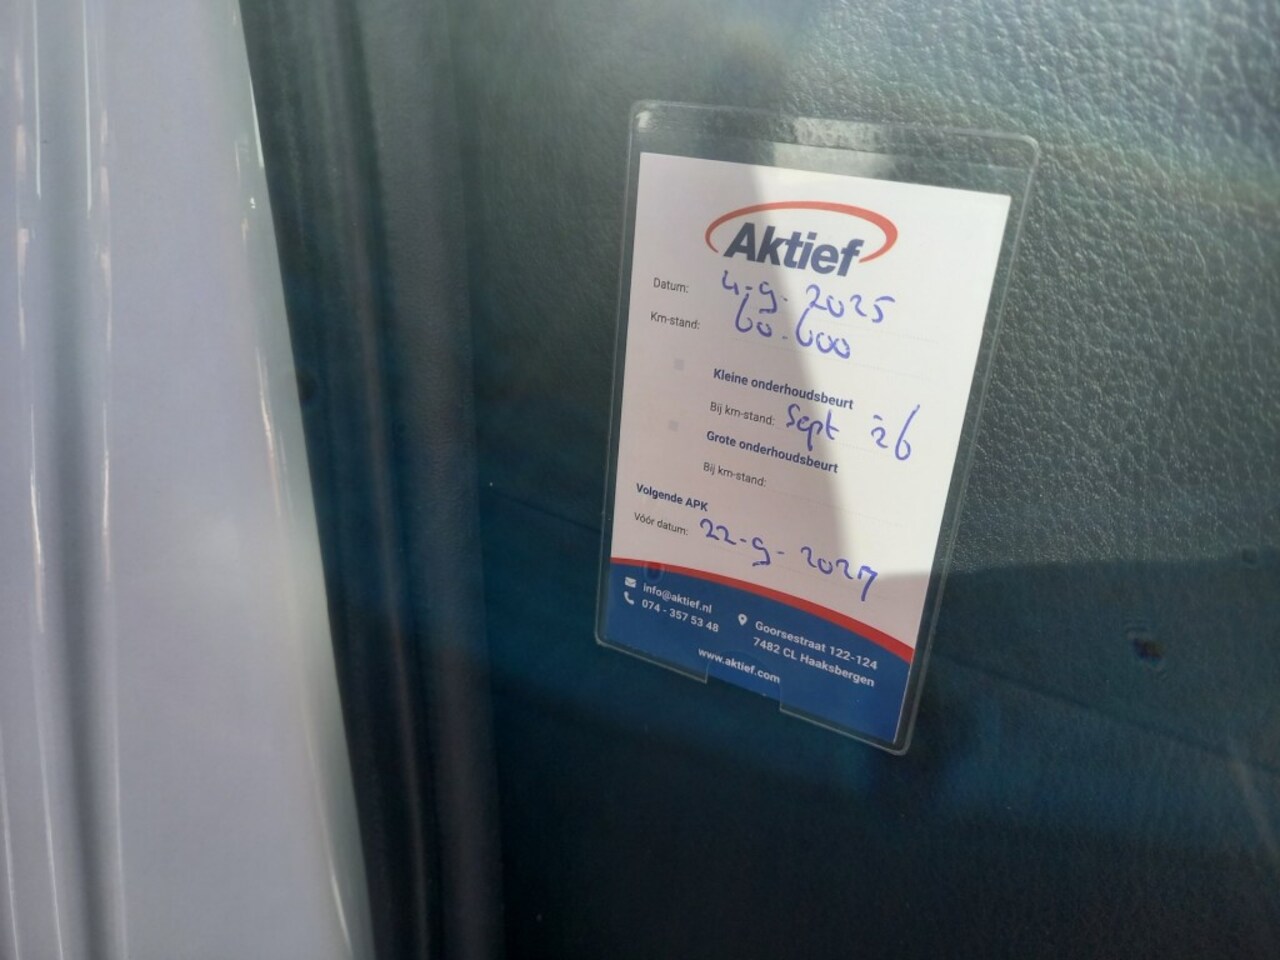 Aktief
Datum: 4-9-2025
Km-stand: 60.600
Kleine onderhoudsbeurt
Bij km-stand: Sept 26
Grote onderhoudsbeurt
Bij km-stand:
Volgende APK
Vóór datum: 22-9-2027
info@aktief.nl
074 - 357 53 48
Goorsestraat 122-124
7482 CL Haaksbergen
www.aktief.com